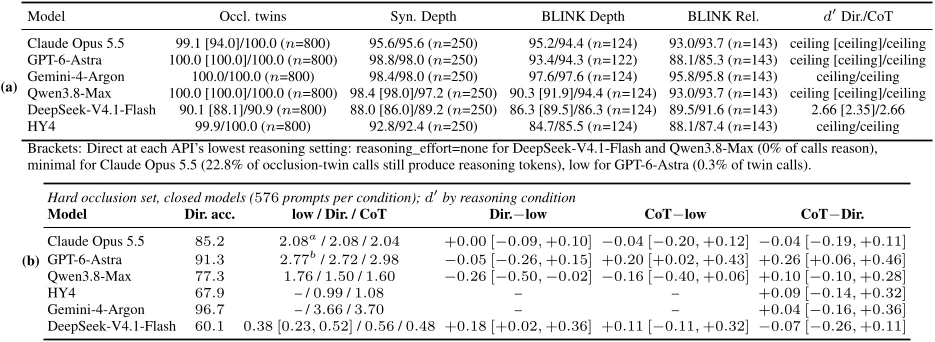 Model Occl. twins Syn. Depth BLINK Depth BLINK Rel. d′ Dir./CoT
Claude Opus 5.5 99.1 [94.0]/100.0 (n=800) 95.6/95.6 (n=250) 95.2/94.4 (n=124) 93.0/93.7 (n=143) ceiling [ceiling]/ceiling
GPT-6-Astra 100.0 [100.0]/100.0 (n=800) 98.8/98.0 (n=250) 93.4/94.3 (n=122) 88.1/85.3 (n=143) ceiling [ceiling]/ceiling
Gemini-4-Argon 100.0/100.0 (n=800) 98.4/98.0 (n=250) 97.6/97.6 (n=124) 95.8/95.8 (n=143) ceiling/ceiling
(a)
Qwen3.8-Max 100.0 [100.0]/100.0 (n=800) 98.4 [98.0]/97.2 (n=250) 90.3 [91.9]/94.4 (n=124) 93.0/93.7 (n=143) ceiling [ceiling]/ceiling
DeepSeek-V4.1-Flash 90.1 [88.1]/90.9 (n=800) 88.0 [86.0]/89.2 (n=250) 86.3 [89.5]/86.3 (n=124) 89.5/91.6 (n=143) 2.66 [2.35]/2.66
HY4 99.9/100.0 (n=800) 92.8/92.4 (n=250) 84.7/85.5 (n=124) 88.1/87.4 (n=143) ceiling/ceiling
Brackets: Direct at each API's lowest reasoning setting: reasoning_effort=none for DeepSeek-V4.1-Flash and Qwen3.8-Max (0% of calls reason),
minimal for Claude Opus 5.5 (22.8% of occlusion-twin calls still produce reasoning tokens), low for GPT-6-Astra (0.3% of twin calls).
Hard occlusion set, closed models (576 prompts per condition); d′ by reasoning condition
Model Dir. acc. low / Dir. / CoT Dir.−low CoT−low CoT−Dir.
Claude Opus 5.5 85.2 2.08ᵃ / 2.08 / 2.04 +0.00 [−0.09, +0.10] −0.04 [−0.20, +0.12] −0.04 [−0.19, +0.11]
(b) GPT-6-Astra 91.3 2.77ᵇ / 2.72 / 2.98 −0.05 [−0.26, +0.15] +0.20 [+0.02, +0.43] +0.26 [+0.06, +0.46]
Qwen3.8-Max 77.3 1.76 / 1.50 / 1.60 −0.26 [−0.50, −0.02] −0.16 [−0.40, +0.06] +0.10 [−0.10, +0.28]
HY4 67.9 – / 0.99 / 1.08 – – +0.09 [−0.14, +0.32]
Gemini-4-Argon 96.7 – / 3.66 / 3.70 – – +0.04 [−0.16, +0.36]
DeepSeek-V4.1-Flash 60.1 0.38 [0.23, 0.52] / 0.56 / 0.48 +0.18 [+0.02, +0.36] +0.11 [−0.11, +0.32] −0.07 [−0.26, +0.11]